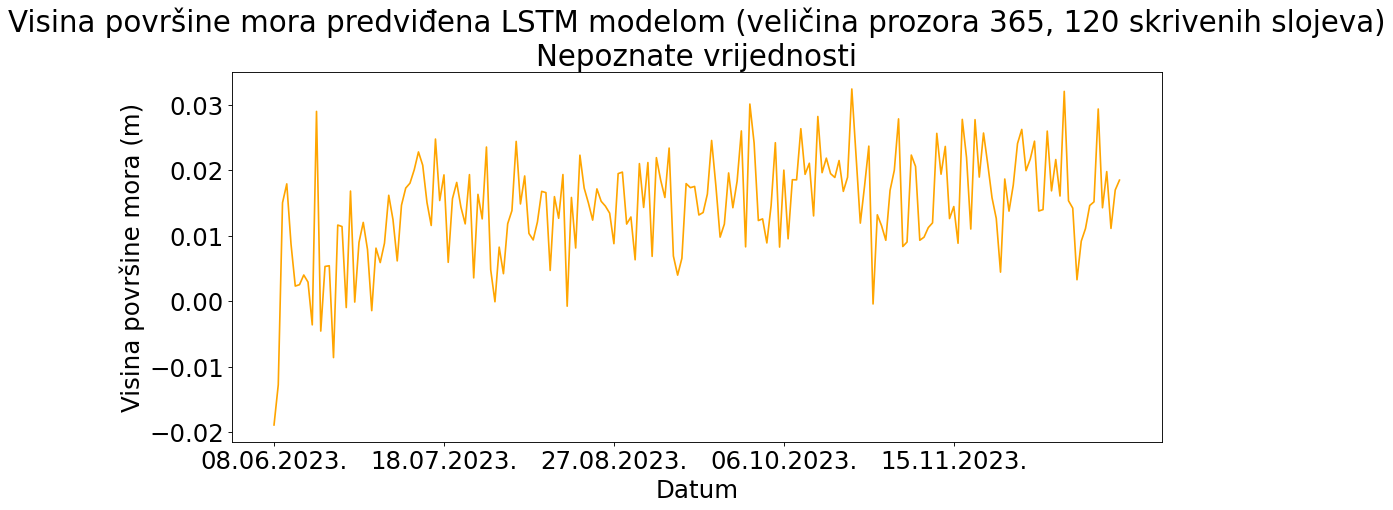 Visina površine mora predviđena LSTM modelom (veličina prozora 365, 120 skrivenih slojeva)
Nepoznate vrijednosti
Visina površine mora (m)
0.03
0.02
0.01
0.00
−0.01
−0.02
08.06.2023. 18.07.2023. 27.08.2023. 06.10.2023. 15.11.2023.
Datum